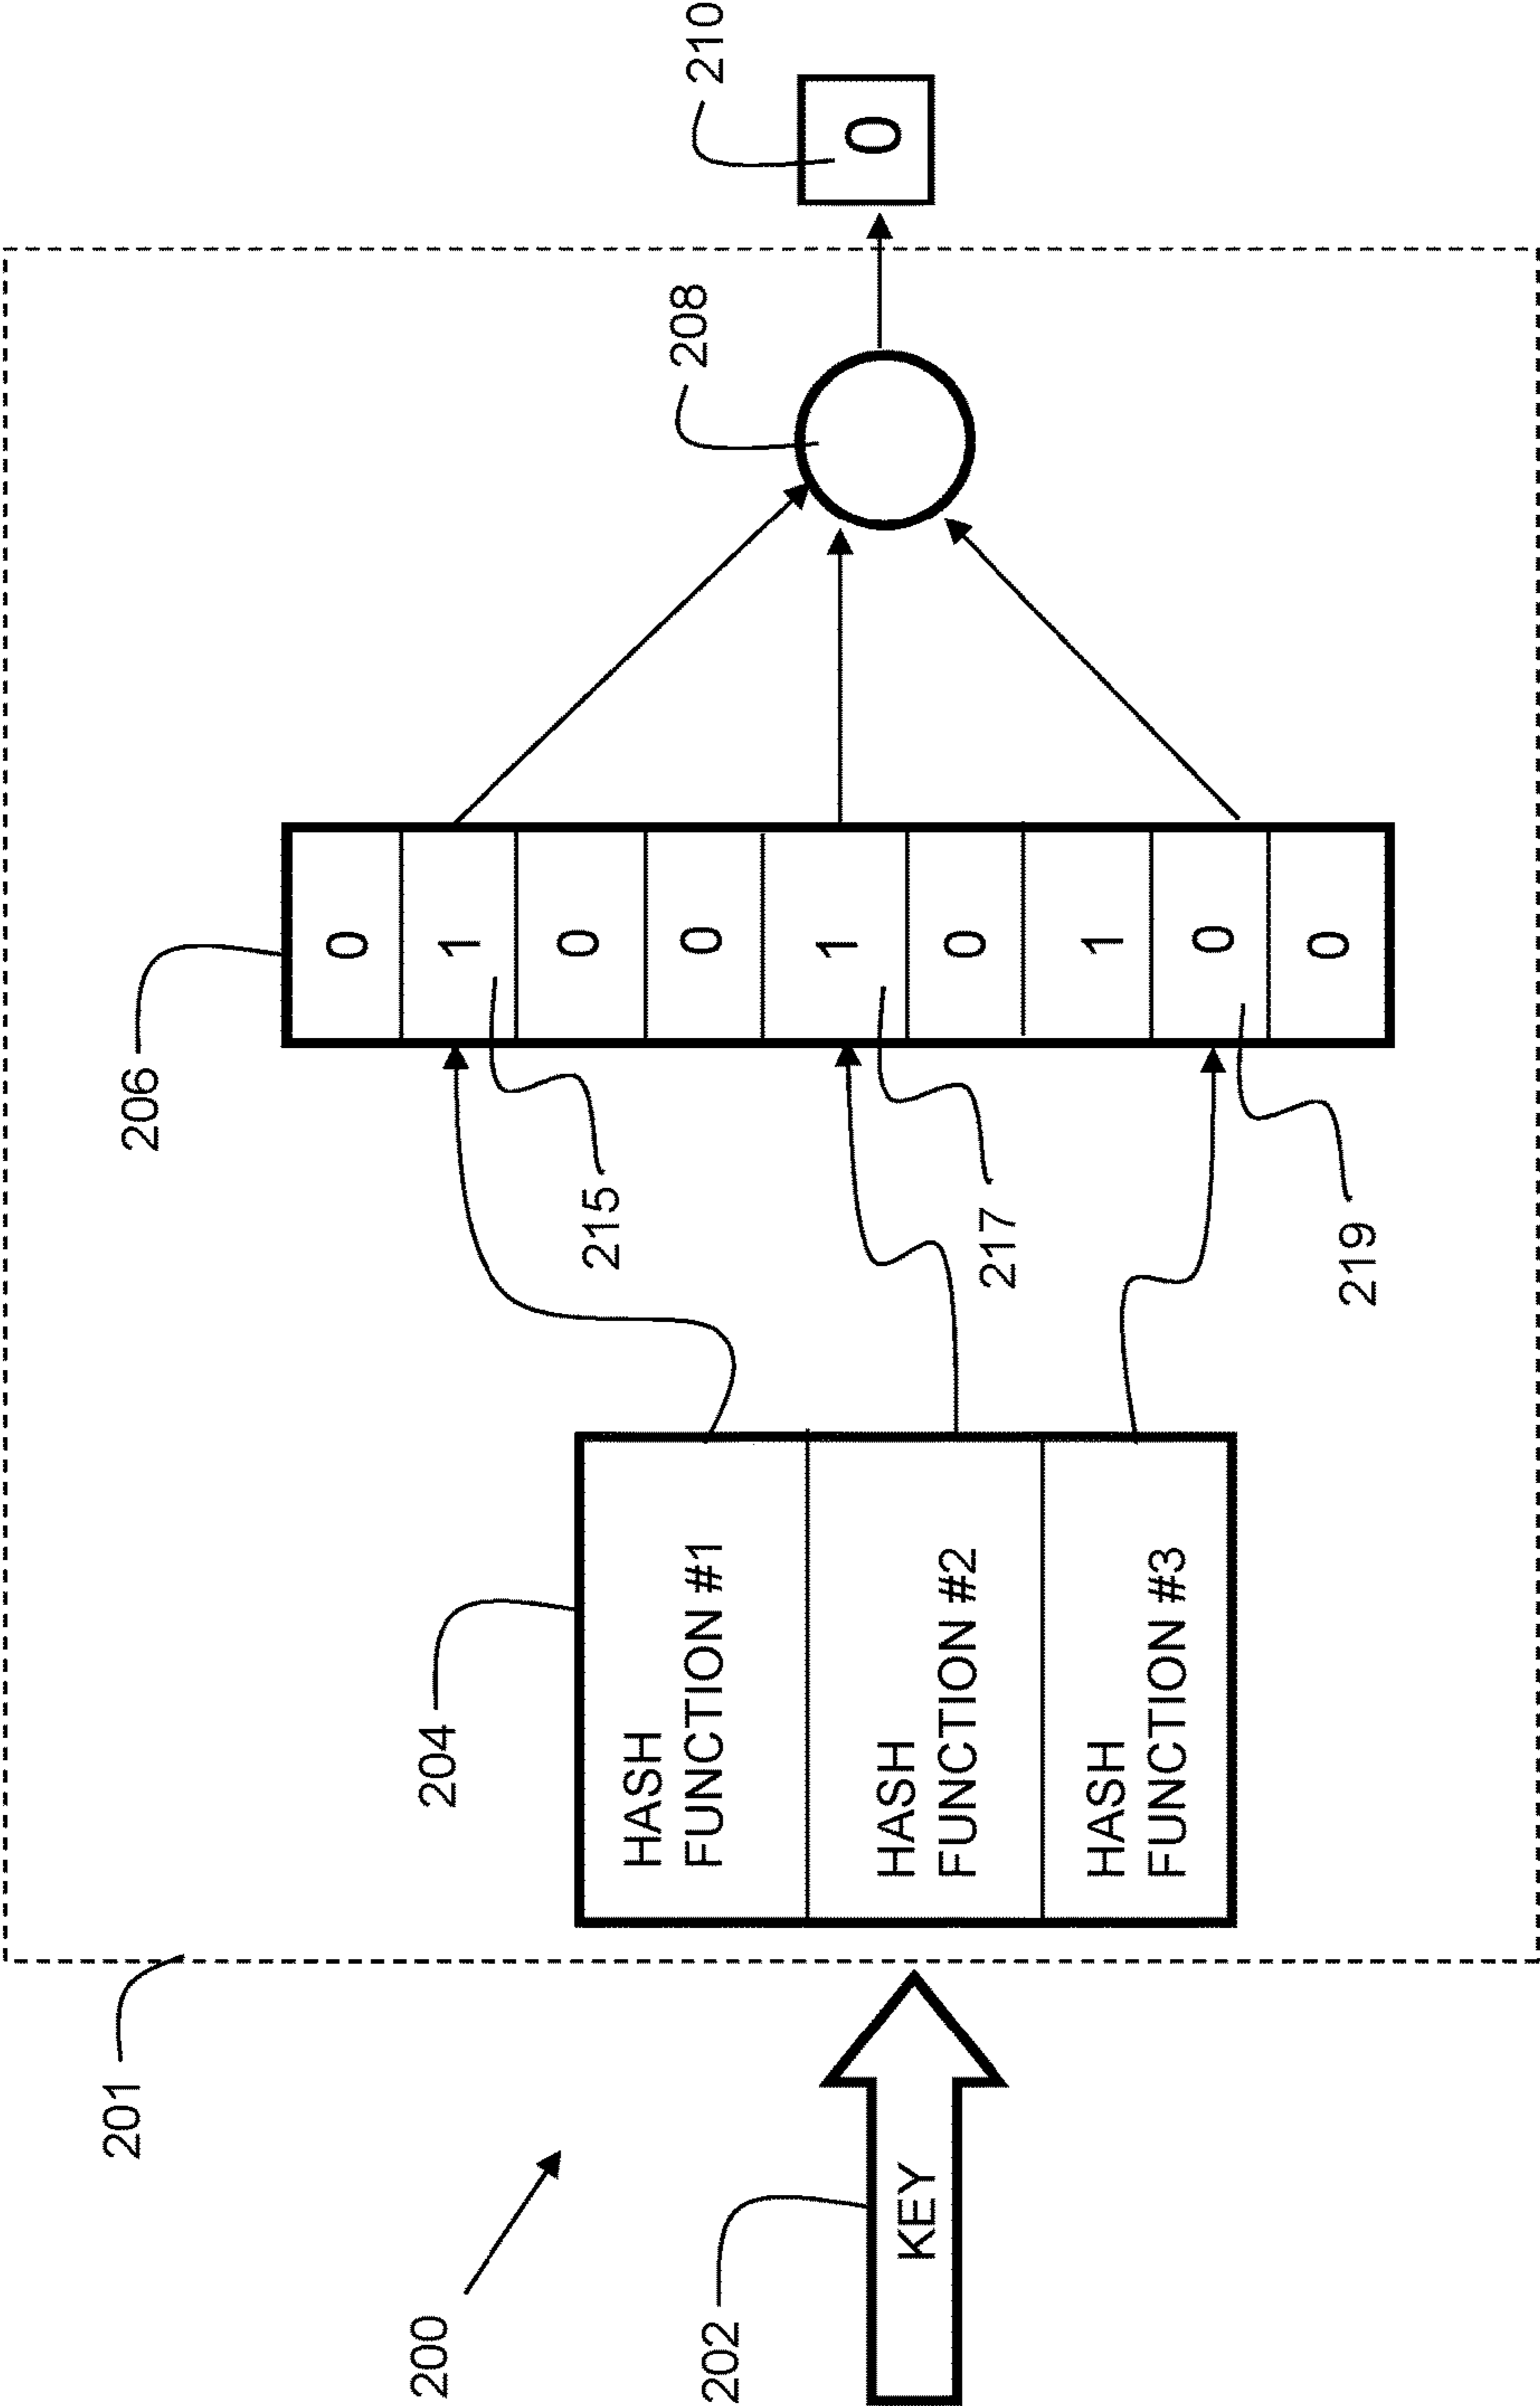 200
201
202
KEY
204
HASH
FUNCTION #1
HASH
FUNCTION #2
HASH
FUNCTION #3
206
0
1
0
0
1
0
1
0
0
215
217
219
208
210
0